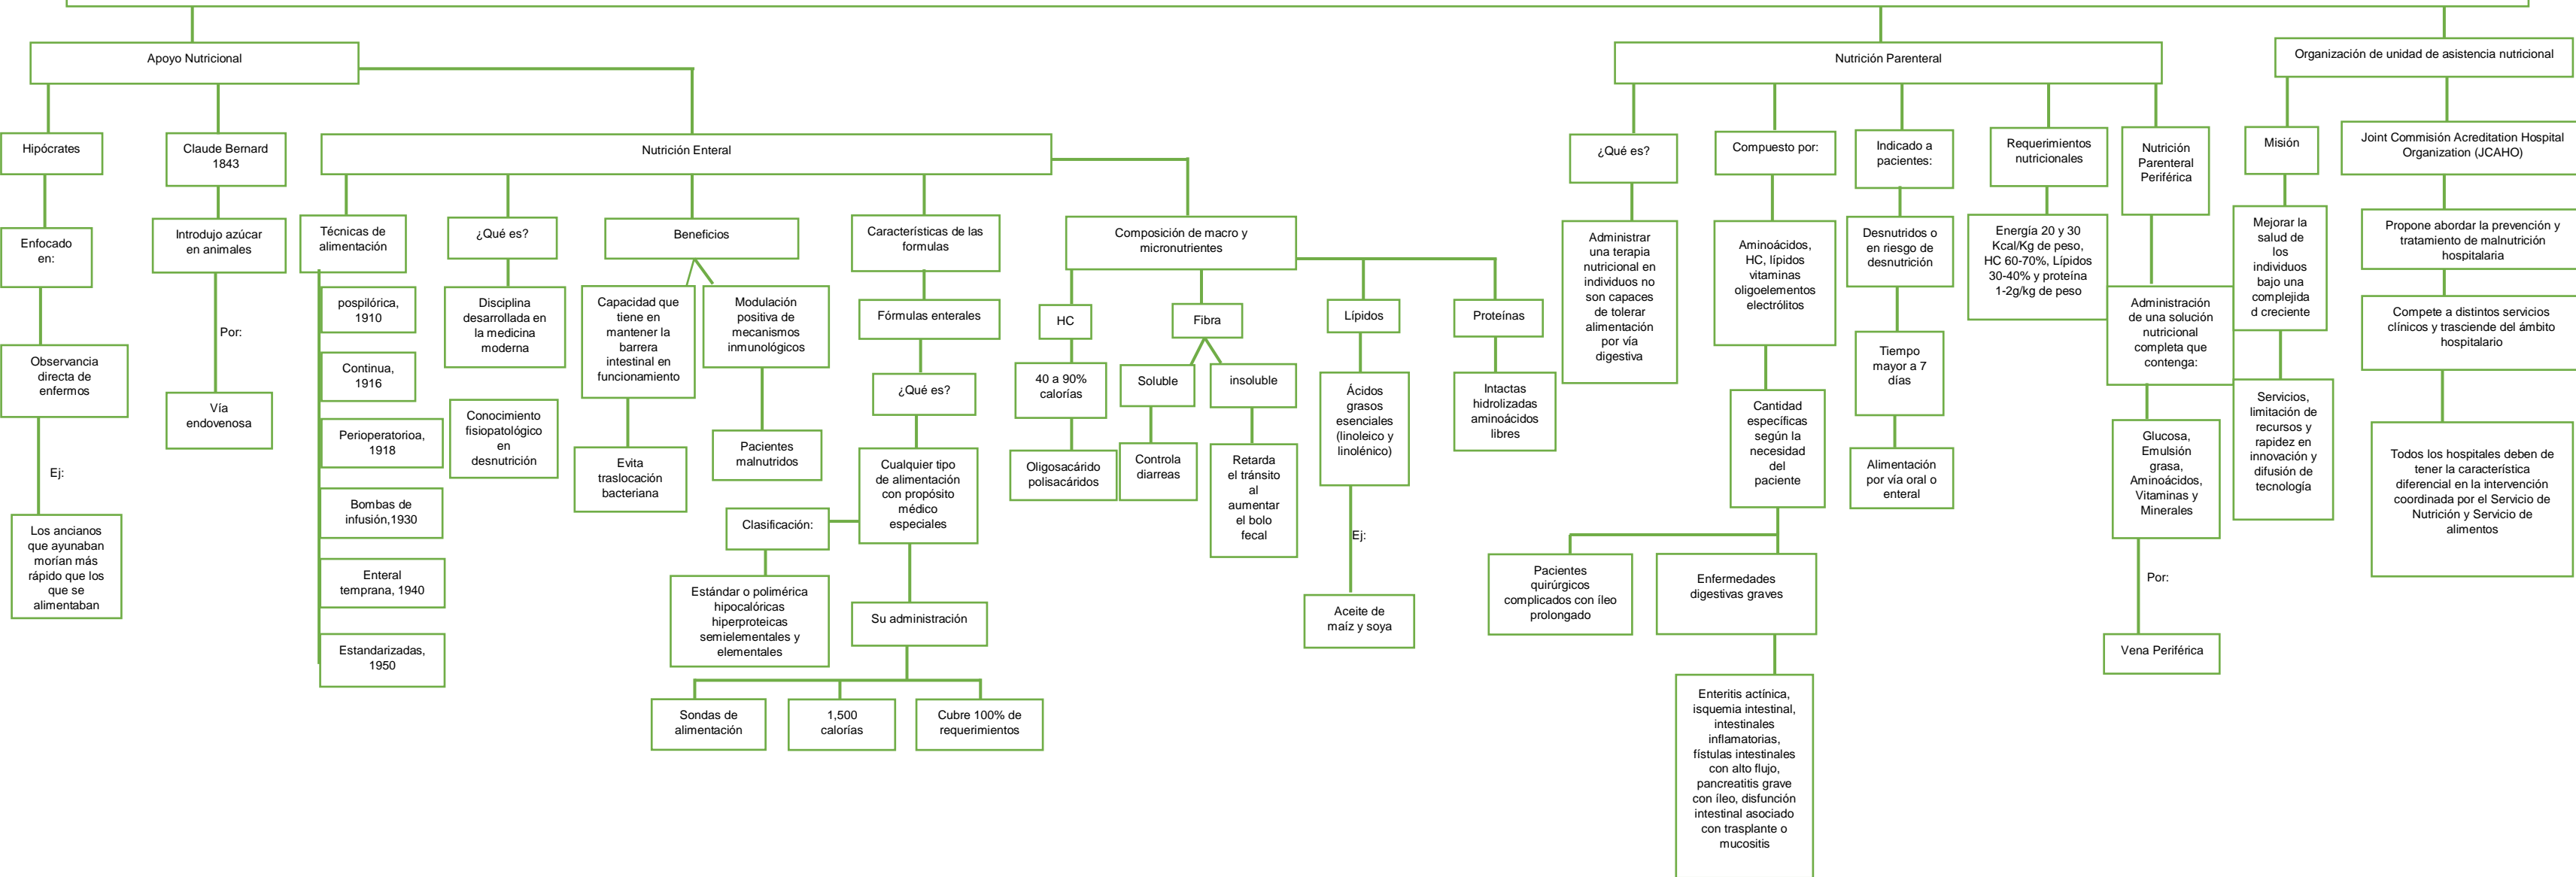 Apoyo Nutricional
Nutrición Parenteral
Organización de unidad de asistencia nutricional
Hipócrates
Enfocado
en:
Observancia
directa de
enfermos
Ej:
Los ancianos
que ayunaban
morían más
rápido que los
que se
alimentaban
Claude Bernard
1843
Introdujo azúcar
en animales
Por:
Vía
endovenosa
Nutrición Enteral
Técnicas de
alimentación
pospilórica,
1910
Continua,
1916
Perioperatorioa,
1918
Bombas de
infusión,1930
Enteral
temprana, 1940
Estandarizadas,
1950
¿Qué es?
Disciplina
desarrollada en
la medicina
moderna
Conocimiento
fisiopatológico
en
desnutrición
Beneficios
Capacidad que
tiene en
mantener la
barrera
intestinal en
funcionamiento
Evita
traslocación
bacteriana
Modulación
positiva de
mecanismos
inmunológicos
Pacientes
malnutridos
Características de las
formulas
Fórmulas enterales
¿Qué es?
Cualquier tipo
de alimentación
con propósito
médico
especiales
Clasificación:
Estándar o polimérica
hipocalóricas
hiperproteicas
semielementales y
elementales
Su administración
Sondas de
alimentación
1,500
calorías
Cubre 100% de
requerimientos
Composición de macro y
micronutrientes
HC
40 a 90%
calorías
Oligosacárido
polisacáridos
Fibra
Soluble
Controla
diarreas
insoluble
Retarda
el tránsito
al
aumentar
el bolo
fecal
Lípidos
Ácidos
grasos
esenciales
(linoleico y
linolénico)
Ej:
Aceite de
maíz y soya
Proteínas
Intactas
hidrolizadas
aminoácidos
libres
¿Qué es?
Administrar
una terapia
nutricional en
individuos no
son capaces
de tolerar
alimentación
por vía
digestiva
Compuesto por:
Aminoácidos,
HC, lípidos
vitaminas
oligoelementos
electrólitos
Cantidad
específicas
según la
necesidad
del
paciente
Pacientes
quirúrgicos
complicados con íleo
prolongado
Enfermedades
digestivas graves
Enteritis actínica,
isquemia intestinal,
intestinales
inflamatorias,
fístulas intestinales
con alto flujo,
pancreatitis grave
con íleo, disfunción
intestinal asociado
con trasplante o
mucositis
Indicado a
pacientes:
Desnutridos o
en riesgo de
desnutrición
Tiempo
mayor a 7
días
Alimentación
por vía oral o
enteral
Requerimientos
nutricionales
Energía 20 y 30
Kcal/Kg de peso,
HC 60-70%, Lípidos
30-40% y proteína
1-2g/kg de peso
Nutrición
Parenteral
Periférica
Administración
de una solución
nutricional
completa que
contenga:
Glucosa,
Emulsión
grasa,
Aminoácidos,
Vitaminas y
Minerales
Por:
Vena Periférica
Misión
Mejorar la
salud de
los
individuos
bajo una
complejida
d creciente
Servicios,
limitación de
recursos y
rapidez en
innovación y
difusión de
tecnología
Joint Commisión Acreditation Hospital
Organization (JCAHO)
Propone abordar la prevención y
tratamiento de malnutrición
hospitalaria
Compete a distintos servicios
clínicos y trasciende del ámbito
hospitalario
Todos los hospitales deben de
tener la característica
diferencial en la intervención
coordinada por el Servicio de
Nutrición y Servicio de
alimentos